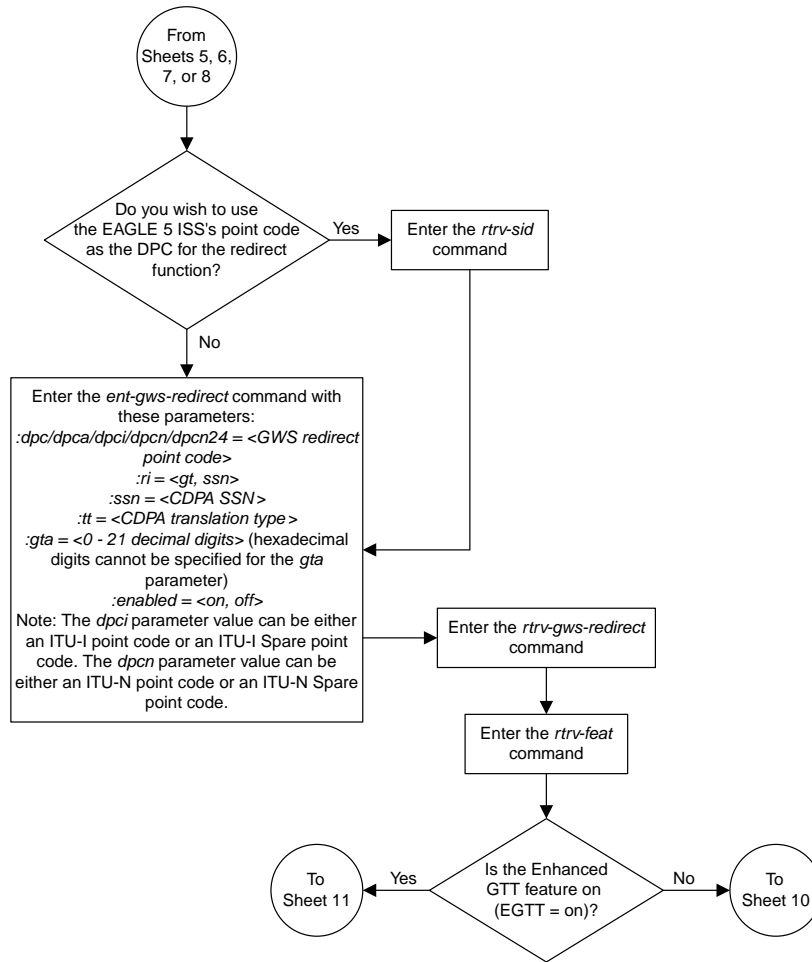 From
Sheets 5, 6,
7, or 8
Do you wish to use
the EAGLE 5 ISS's point code
as the DPC for the redirect
function?
Yes
Enter the rtrv-sid
command
No
Enter the ent-gws-redirect command with
these parameters:
:dpc/dpca/dpci/dpcn/dpcn24 = <GWS redirect
point code>
:ri = <gt, ssn>
:ssn = <CDPA SSN>
:tt = <CDPA translation type>
:gta = <0 - 21 decimal digits> (hexadecimal
digits cannot be specified for the gta
parameter)
:enabled = <on, off>
Note: The dpci parameter value can be either
an ITU-I point code or an ITU-I Spare point
code. The dpcn parameter value can be
either an ITU-N point code or an ITU-N Spare
point code.
Enter the rtrv-gws-redirect
command
Enter the rtrv-feat
command
Is the Enhanced
GTT feature on
(EGTT = on)?
Yes
To
Sheet 11
No
To
Sheet 10